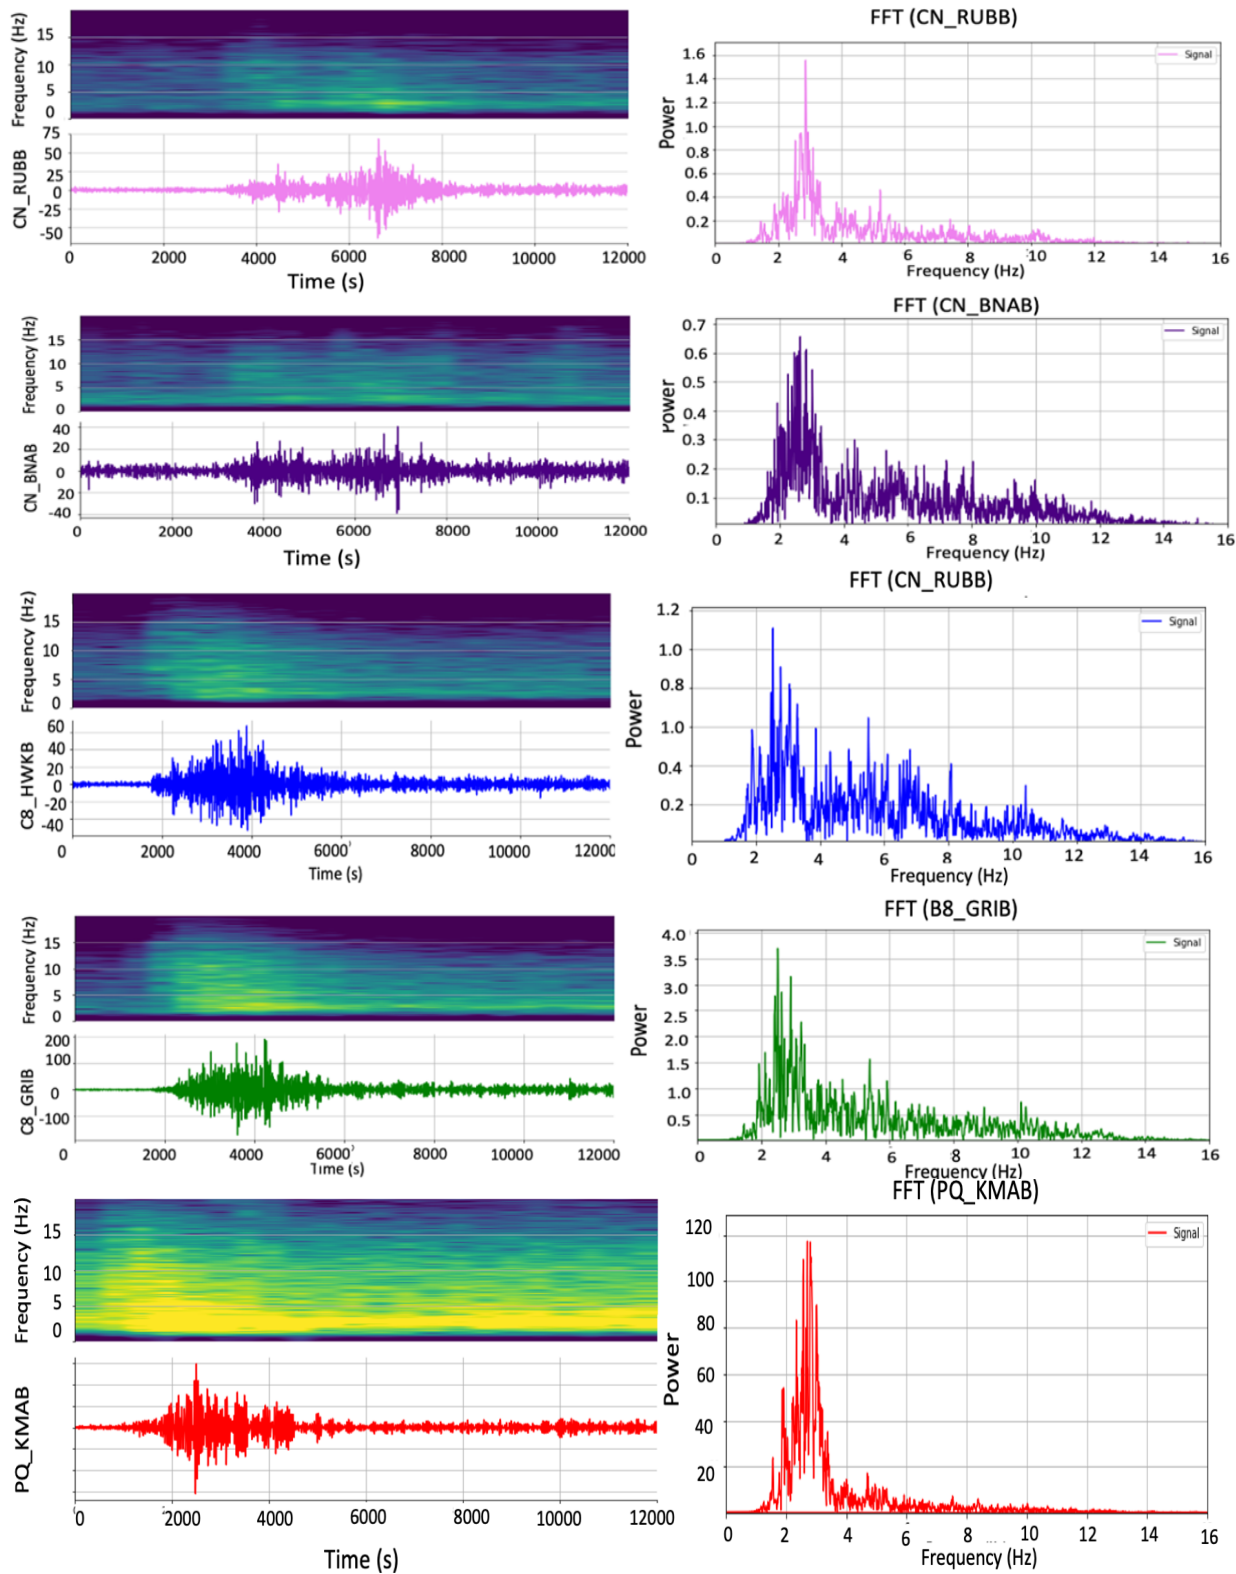 FFT (CN_RUBB)
Frequency (Hz)
15
10
5
0
CN_RUBB
75
50
25
0
-25
-50
0 2000 4000 6000 8000 10000 12000
Time (s)
Power
1.6
1.4
1.2
1.0
0.8
0.6
0.4
0.2
Signal
0 2 4 6 8 10 12 14 16
Frequency (Hz)
FFT (CN_BNAB)
Frequency (Hz)
15
10
5
0
CN_BNAB
40
20
0
20
-40
0 2000 4000 6000 8000 10000 12000
Time (s)
Power
0.7
0.6
0.5
0.4
0.3
0.2
0.1
Signal
0 2 4 6 8 10 12 14 16
Frequency (Hz)
FFT (CN_RUBB)
Frequency (Hz)
15
10
5
0
C8_HWKB
60
40
20
0
-20
-40
0 2000 4000 6000 8000 10000 12000
Time (s)
Power
1.2
1.0
0.8
1.0
0.4
0.2
Signal
0 2 4 6 8 10 12 14 16
Frequency (Hz)
FFT (B8_GRIB)
Frequency (Hz)
15
10
5
0
C8_GRIB
200
100
0
-100
0 2000 4000 6000 8000 10000 12000
Time (s)
Power
4.0
3.5
3.0
2.5
2.0
1.5
1.0
0.5
Signal
0 2 4 6 8 10 12 14 16
Frequency (Hz)
FFT (PQ_KMAB)
Frequency (Hz)
15
10
5
0
PQ_KMAB
0 2000 4000 6000 8000 10000 12000
Time (s)
Power
120
100
80
60
40
20
Signal
0 2 4 6 8 10 12 14 16
Frequency (Hz)